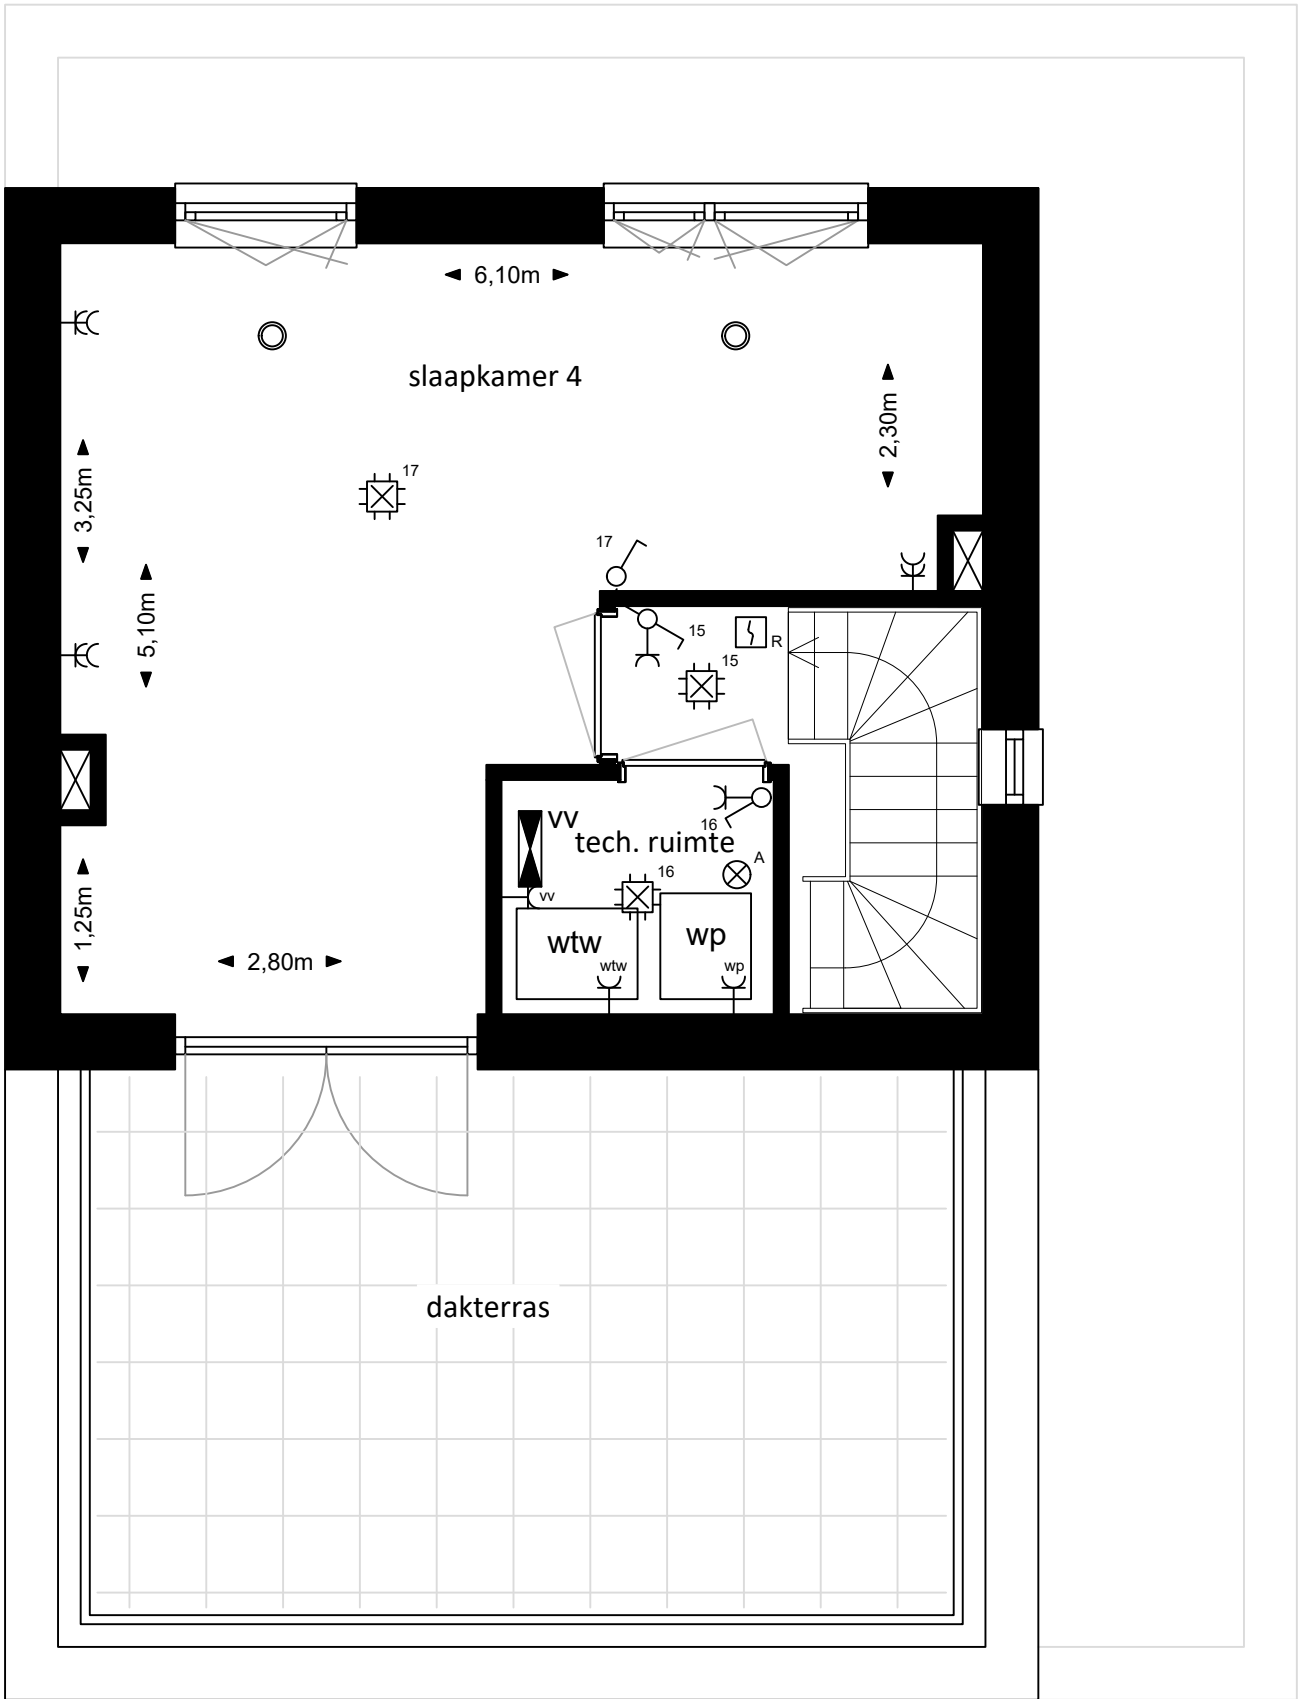 6,10m
slaapkamer 4
2,30m
3,25m
17
17
5,10m
15
R
15
vv
16
tech. ruimte
A
16
vv
1,25m
wtw
wp
2,80m
wtw
wp
dakterras